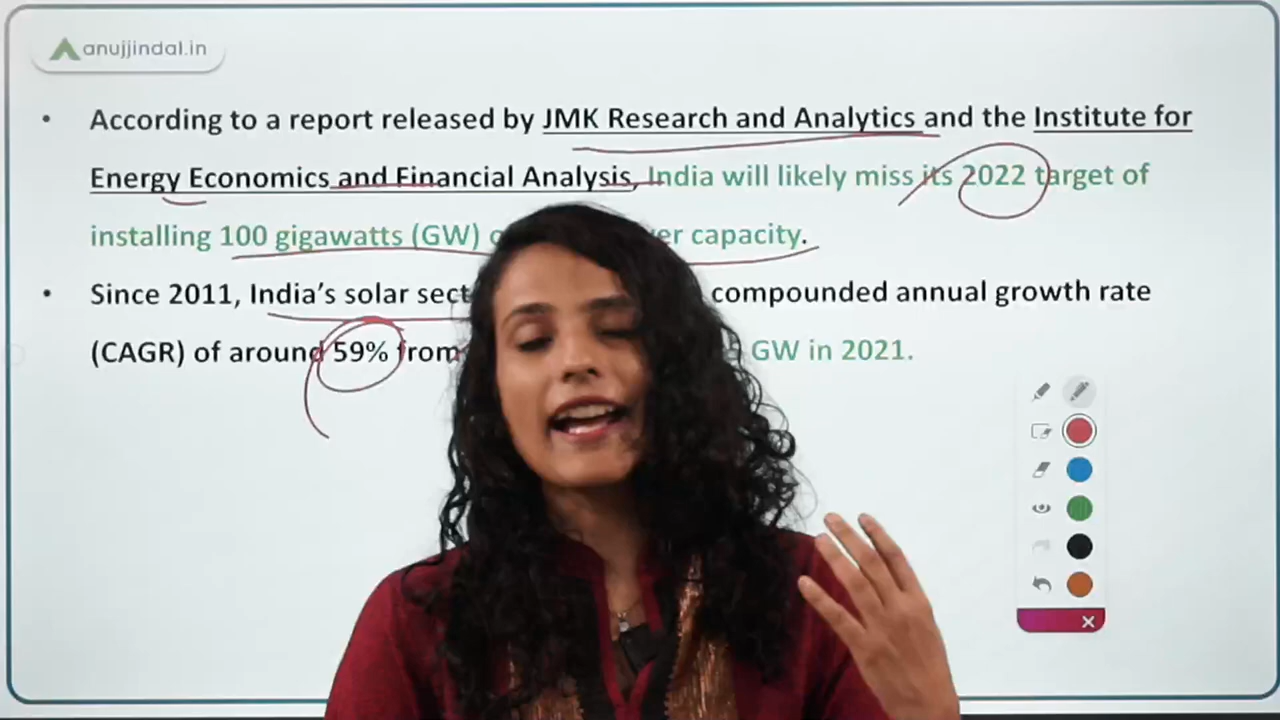 anujjindal.in
• According to a report released by JMK Research and Analytics and the Institute for
Energy Economics and Financial Analysis, India will likely miss its 2022 target of
installing 100 gigawatts (GW) capacity.
• Since 2011, India's solar compounded annual growth rate
(CAGR) of around 59% from GW in 2021.